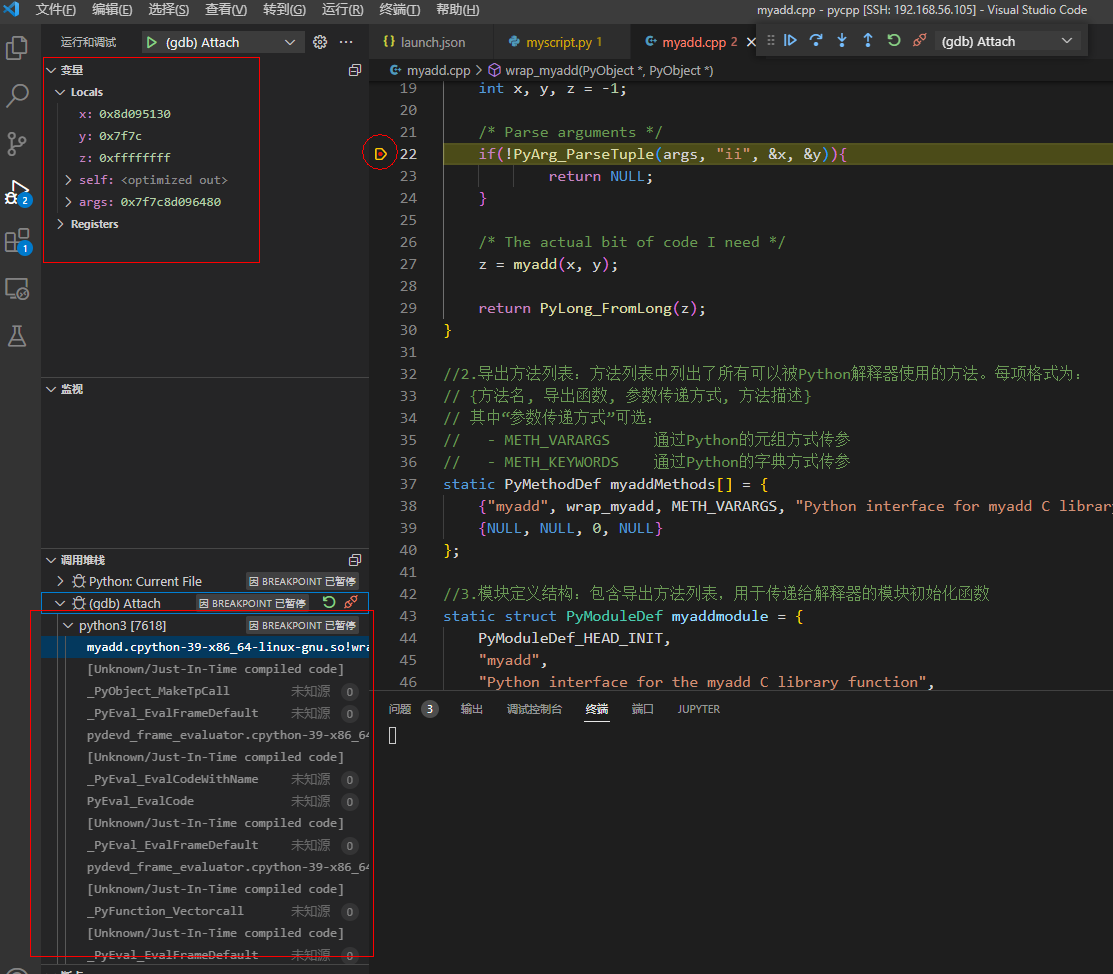 文件(F) 编辑(E) 选择(S) 查看(V) 转到(G) 运行(R) 终端(T) 帮助(H) myadd.cpp - pycpp [SSH: 192.168.56.105] - Visual Studio Code
运行和调试 (gdb) Attach
launch.json myscript.py 1 myadd.cpp 2 (gdb) Attach
myadd.cpp > wrap_myadd(PyObject *, PyObject *)
变量
Locals
x: 0x8d095130
y: 0x7f7c
z: 0xffffffff
self: <optimized out>
args: 0x7f7c8d096480
Registers
监视
调用堆栈
Python: Current File 因 BREAKPOINT 已暂停
(gdb) Attach 因 BREAKPOINT 已暂停
python3 [7618] 因 BREAKPOINT 已暂停
myadd.cpython-39-x86_64-linux-gnu.so!wra
[Unknown/Just-In-Time compiled code]
_PyObject_MakeTpCall 未知源 0
_PyEval_EvalFrameDefault 未知源 0
pydevd_frame_evaluator.cpython-39-x86_64
[Unknown/Just-In-Time compiled code]
_PyEval_EvalCodeWithName 未知源 0
PyEval_EvalCode 未知源 0
[Unknown/Just-In-Time compiled code]
_PyEval_EvalFrameDefault 未知源 0
pydevd_frame_evaluator.cpython-39-x86_64
[Unknown/Just-In-Time compiled code]
_PyFunction_Vectorcall 未知源 0
[Unknown/Just-In-Time compiled code]
_PyEval_EvalFrameDefault 未知源 0
2
1
19 int x, y, z = -1;
20
21 /* Parse arguments */
22 if(!PyArg_ParseTuple(args, "ii", &x, &y)){
23 return NULL;
24 }
25
26 /* The actual bit of code I need */
27 z = myadd(x, y);
28
29 return PyLong_FromLong(z);
30 }
31
32 //2.导出方法列表：方法列表中列出了所有可以被Python解释器使用的方法。每项格式为：
33 // {方法名, 导出函数, 参数传递方式, 方法描述}
34 // 其中“参数传递方式”可选：
35 // - METH_VARARGS 通过Python的元组方式传参
36 // - METH_KEYWORDS 通过Python的字典方式传参
37 static PyMethodDef myaddMethods[] = {
38 {"myadd", wrap_myadd, METH_VARARGS, "Python interface for myadd C library
39 {NULL, NULL, 0, NULL}
40 };
41
42 //3.模块定义结构：包含导出方法列表，用于传递给解释器的模块初始化函数
43 static struct PyModuleDef myaddmodule = {
44 PyModuleDef_HEAD_INIT,
45 "myadd",
46 "Python interface for the myadd C library function",
问题 3 输出 调试控制台 终端 端口 JUPYTER